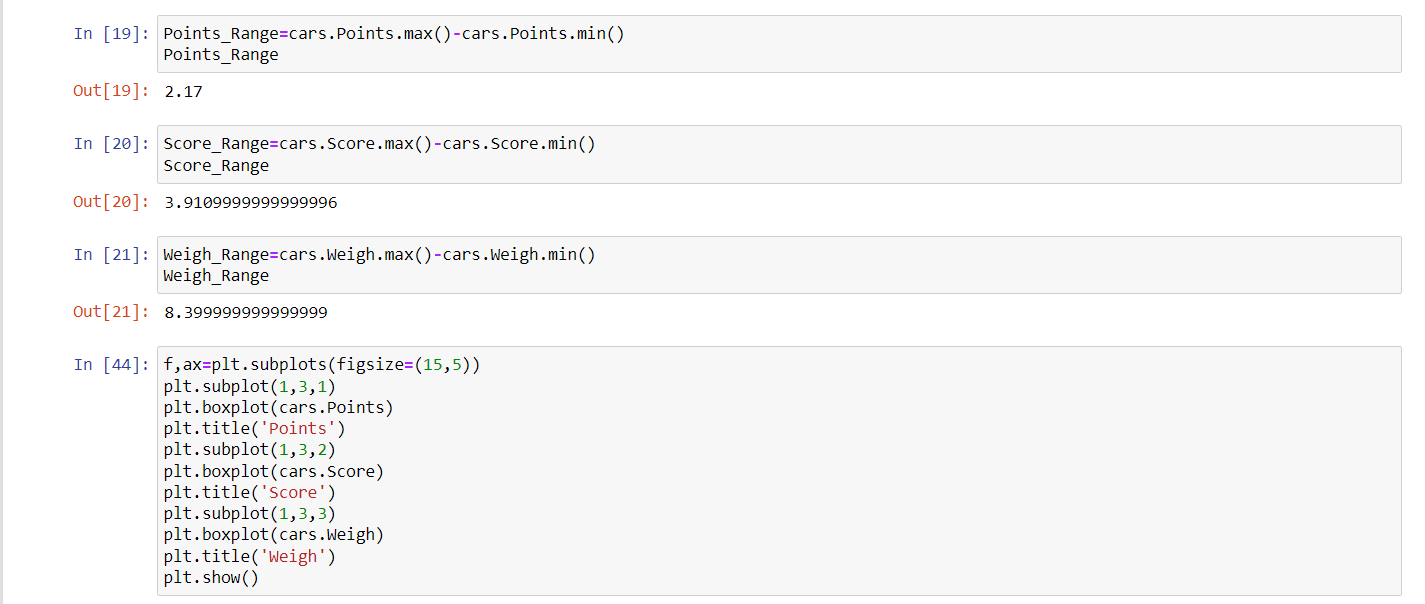 In [19]: Points_Range=cars.Points.max()-cars.Points.min()
Points_Range
Out[19]: 2.17
In [20]: Score_Range=cars.Score.max()-cars.Score.min()
Score_Range
Out[20]: 3.9109999999999996
In [21]: Weigh_Range=cars.Weigh.max()-cars.Weigh.min()
Weigh_Range
Out[21]: 8.399999999999999
In [44]: f,ax=plt.subplots(figsize=(15,5))
plt.subplot(1,3,1)
plt.boxplot(cars.Points)
plt.title('Points')
plt.subplot(1,3,2)
plt.boxplot(cars.Score)
plt.title('Score')
plt.subplot(1,3,3)
plt.boxplot(cars.Weigh)
plt.title('Weigh')
plt.show()